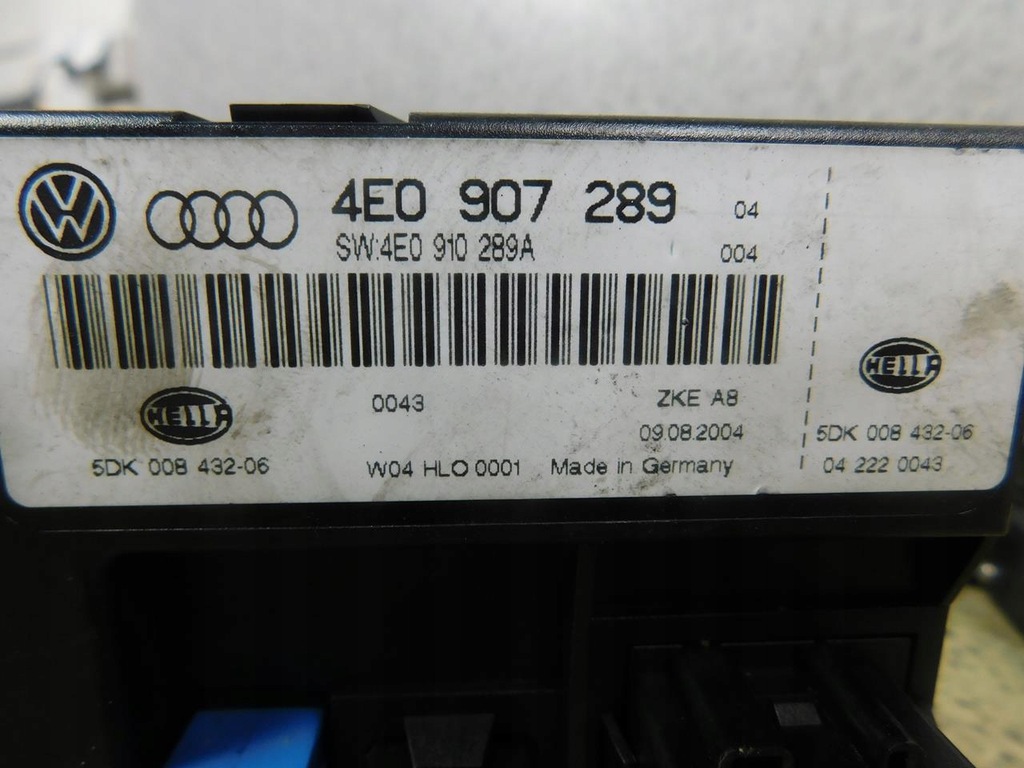 4E0 907 289 04
SW:4E0 910 289A 004
HELLA
0043 ZKE A8
HELLA
09.08.2004
5DK 008 432-06
5DK 008 432-06 W04 HLO 0001 Made in Germany
04 222 0043